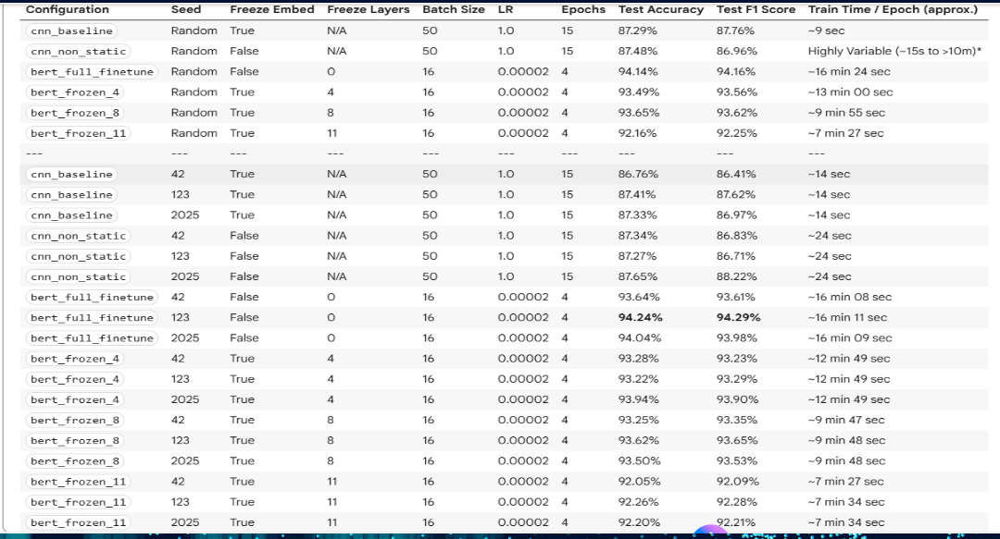 Configuration Seed Freeze Embed Freeze Layers Batch Size LR Epochs Test Accuracy Test F1 Score Train Time / Epoch (approx.)
cnn_baseline Random True N/A 50 1.0 15 87.29% 87.76% ~9 sec
cnn_non_static Random False N/A 50 1.0 15 87.48% 86.96% Highly Variable (~15s to >10m)*
bert_full_finetune Random False 0 16 0.00002 4 94.14% 94.16% ~16 min 24 sec
bert_frozen_4 Random True 4 16 0.00002 4 93.49% 93.56% ~13 min 00 sec
bert_frozen_8 Random True 8 16 0.00002 4 93.65% 93.62% ~9 min 55 sec
bert_frozen_11 Random True 11 16 0.00002 4 92.16% 92.25% ~7 min 27 sec
--- --- --- --- --- --- --- --- --- ---
cnn_baseline 42 True N/A 50 1.0 15 86.76% 86.41% ~14 sec
cnn_baseline 123 True N/A 50 1.0 15 87.41% 87.62% ~14 sec
cnn_baseline 2025 True N/A 50 1.0 15 87.33% 86.97% ~14 sec
cnn_non_static 42 False N/A 50 1.0 15 87.34% 86.83% ~24 sec
cnn_non_static 123 False N/A 50 1.0 15 87.27% 86.71% ~24 sec
cnn_non_static 2025 False N/A 50 1.0 15 87.65% 88.22% ~24 sec
bert_full_finetune 42 False 0 16 0.00002 4 93.64% 93.61% ~16 min 08 sec
bert_full_finetune 123 False 0 16 0.00002 4 94.24% 94.29% ~16 min 11 sec
bert_full_finetune 2025 False 0 16 0.00002 4 94.04% 93.98% ~16 min 09 sec
bert_frozen_4 42 True 4 16 0.00002 4 93.28% 93.23% ~12 min 49 sec
bert_frozen_4 123 True 4 16 0.00002 4 93.22% 93.29% ~12 min 49 sec
bert_frozen_4 2025 True 4 16 0.00002 4 93.94% 93.90% ~12 min 49 sec
bert_frozen_8 42 True 8 16 0.00002 4 93.25% 93.35% ~9 min 47 sec
bert_frozen_8 123 True 8 16 0.00002 4 93.62% 93.65% ~9 min 48 sec
bert_frozen_8 2025 True 8 16 0.00002 4 93.50% 93.53% ~9 min 48 sec
bert_frozen_11 42 True 11 16 0.00002 4 92.05% 92.09% ~7 min 27 sec
bert_frozen_11 123 True 11 16 0.00002 4 92.26% 92.28% ~7 min 34 sec
bert_frozen_11 2025 True 11 16 0.00002 4 92.20% 92.21% ~7 min 34 sec